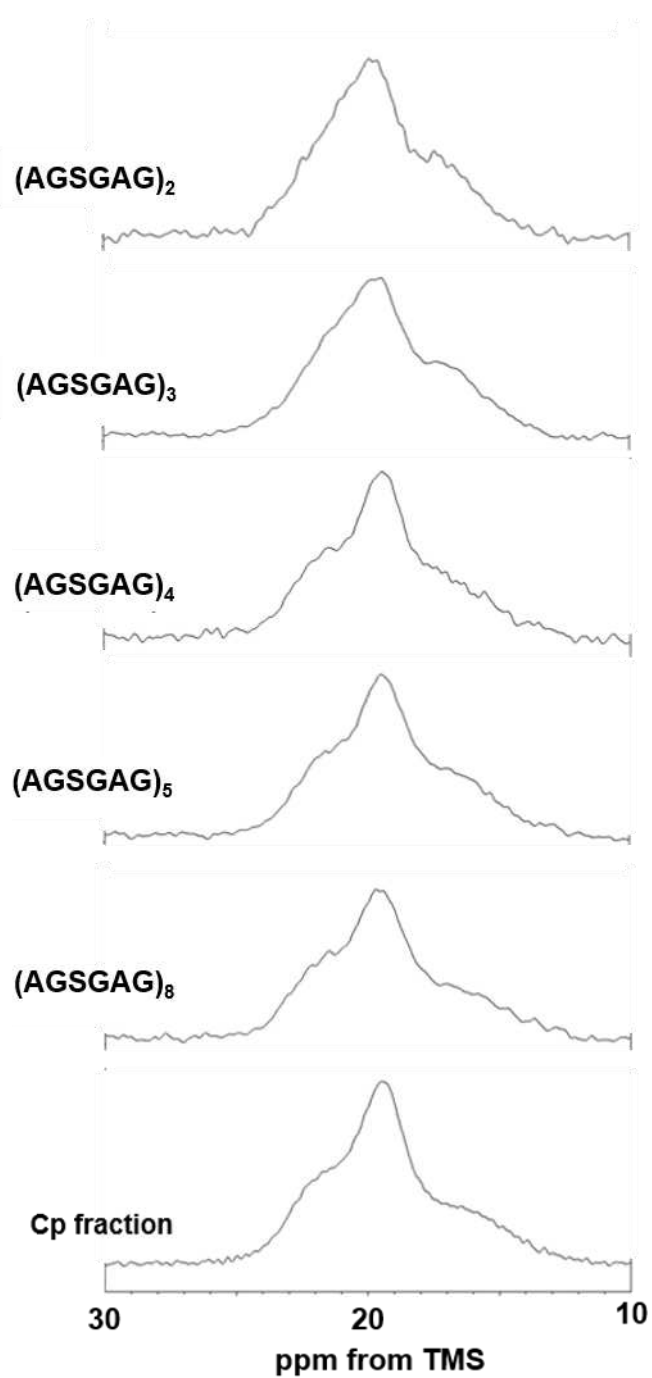 (AGSGAG)₂
(AGSGAG)₃
(AGSGAG)₄
(AGSGAG)₅
(AGSGAG)₈
Cp fraction
30 20 10
ppm from TMS